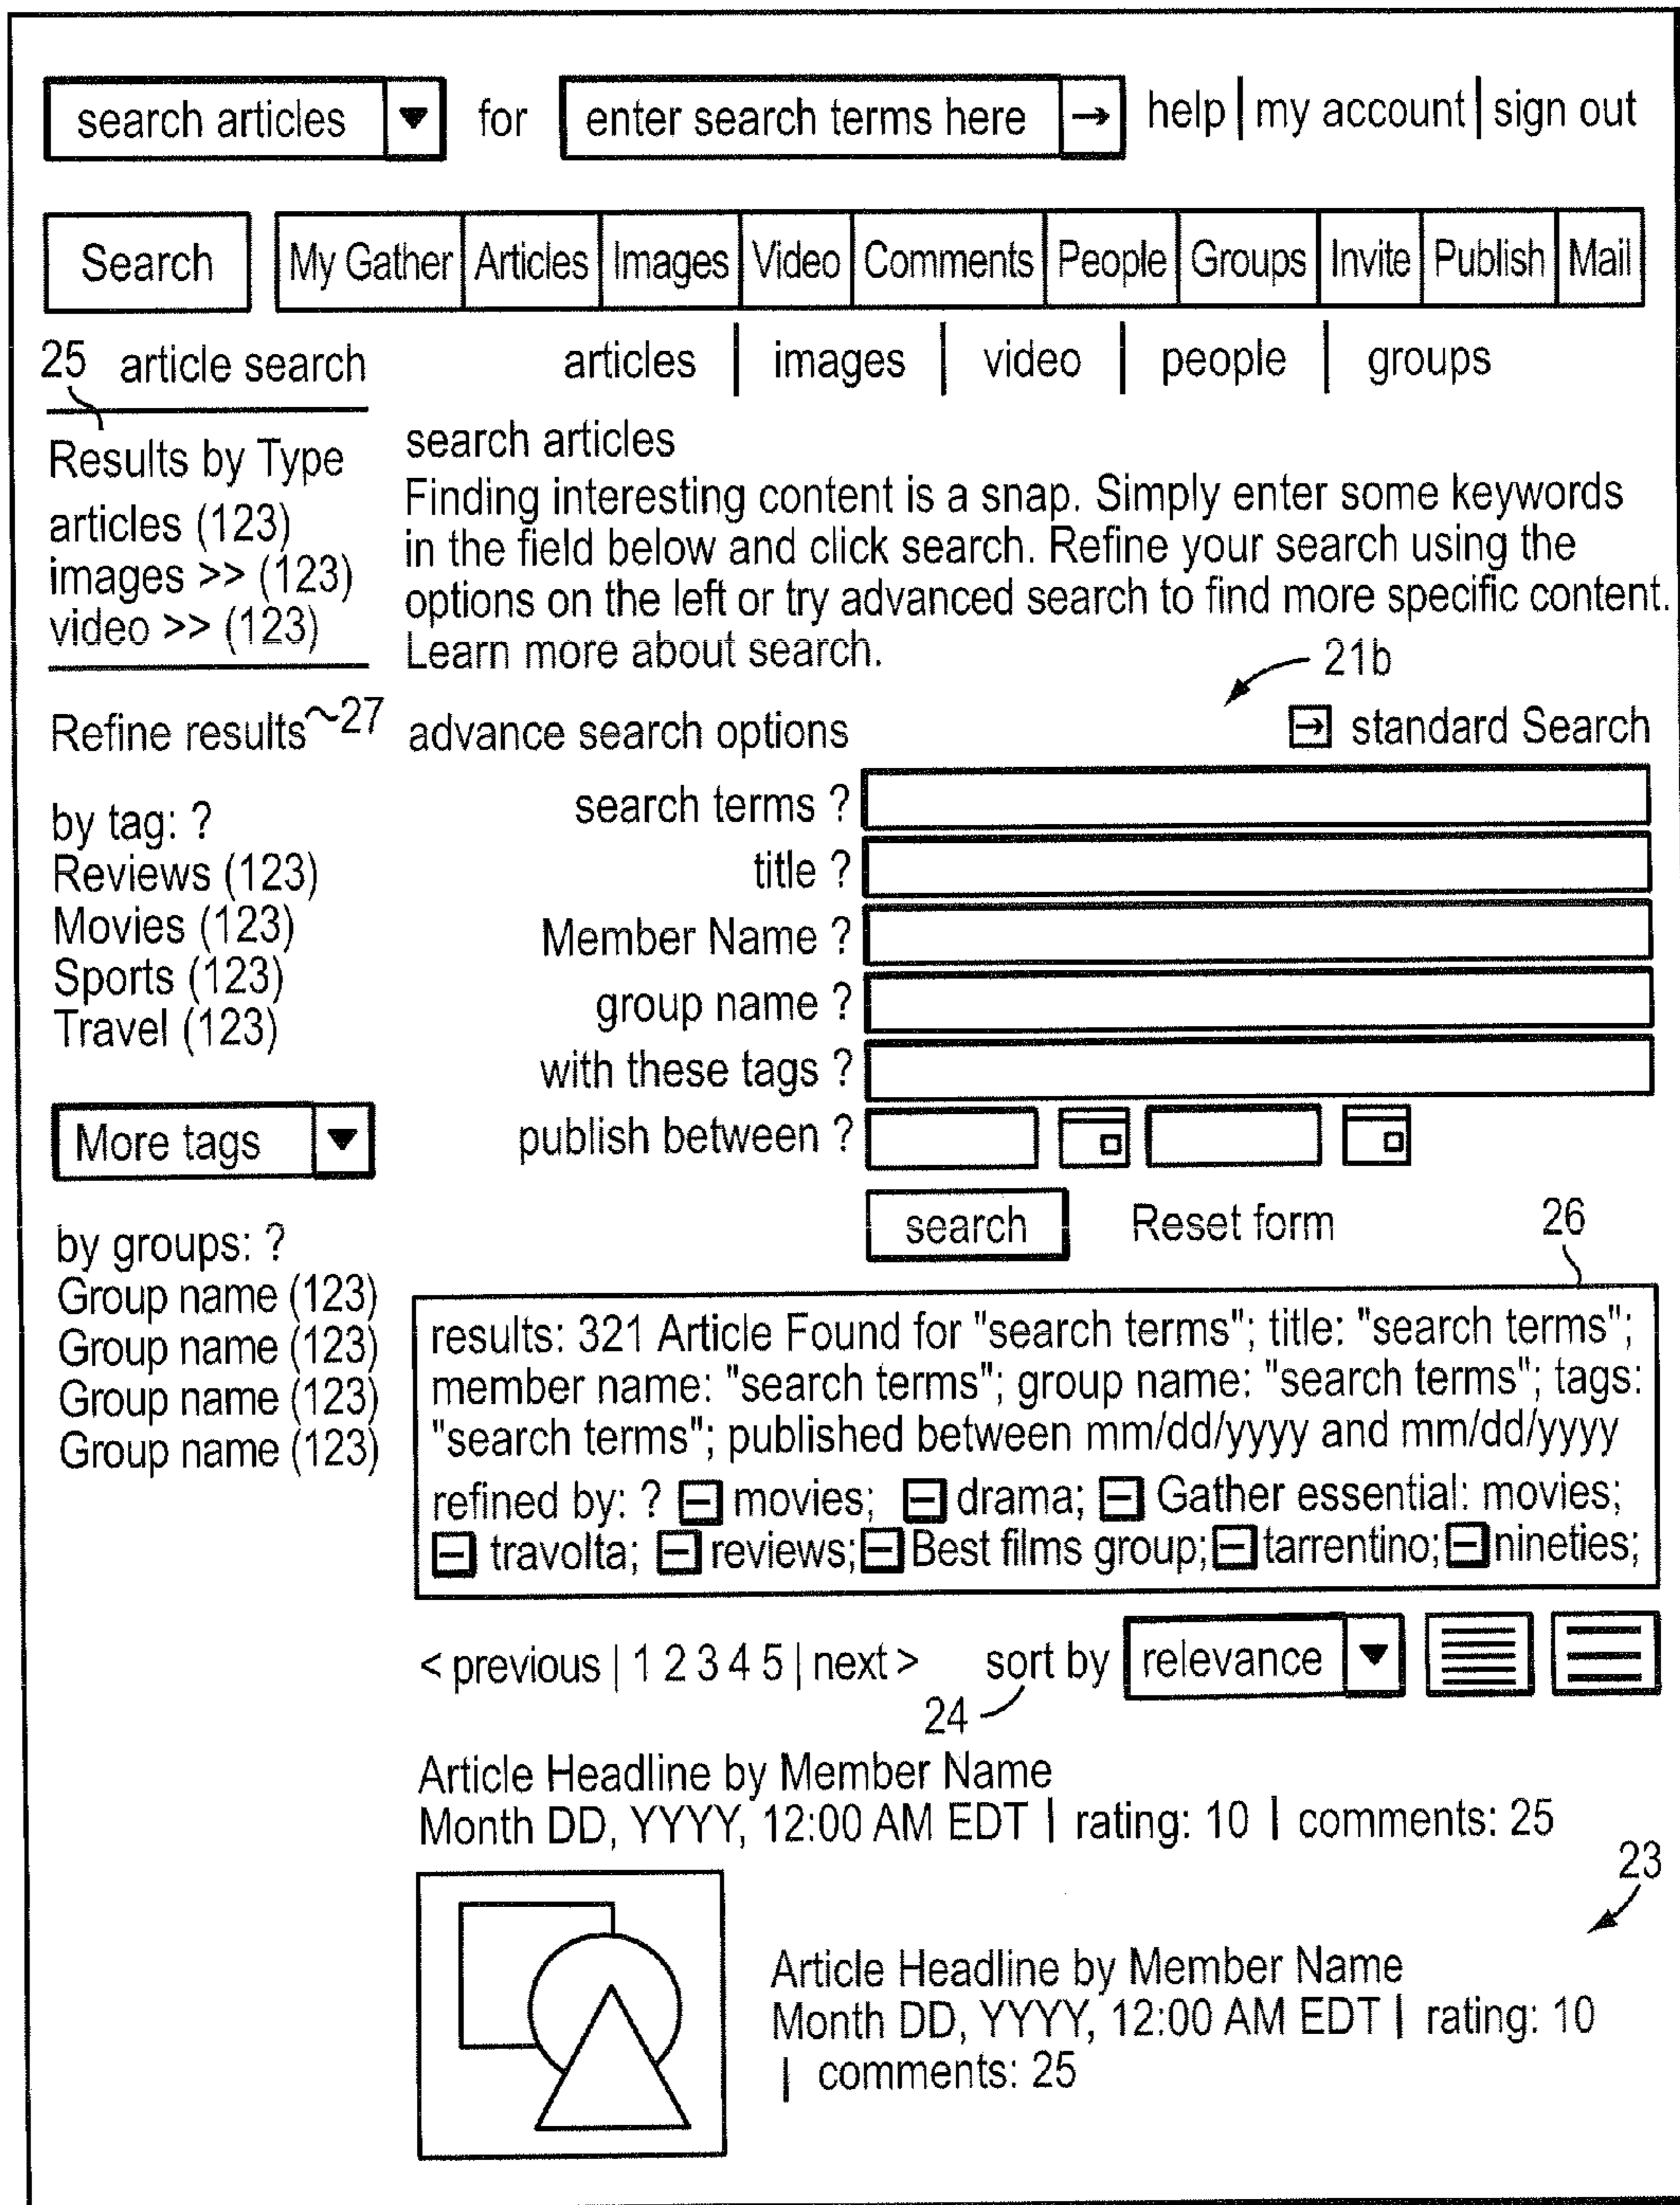 search articles ▼ for enter search terms here → help | my account | sign out
Search My Gather Articles Images Video Comments People Groups Invite Publish Mail
25 article search
articles | images | video | people | groups
Results by Type
articles (123)
images >> (123)
video >> (123)
search articles
Finding interesting content is a snap. Simply enter some keywords
in the field below and click search. Refine your search using the
options on the left or try advanced search to find more specific content.
Learn more about search.
21b
Refine results ~27
by tag: ?
Reviews (123)
Movies (123)
Sports (123)
Travel (123)
More tags ▼
by groups: ?
Group name (123)
Group name (123)
Group name (123)
Group name (123)
advance search options → standard Search
search terms ?
title ?
Member Name ?
group name ?
with these tags ?
publish between ?
search Reset form
26
results: 321 Article Found for "search terms"; title: "search terms";
member name: "search terms"; group name: "search terms"; tags:
"search terms"; published between mm/dd/yyyy and mm/dd/yyyy
refined by: ? ⊟ movies; ⊟ drama; ⊟ Gather essential: movies;
⊟ travolta; ⊟ reviews; ⊟ Best films group; ⊟ tarrentino; ⊟ nineties;
< previous | 1 2 3 4 5 | next > sort by relevance ▼
24
Article Headline by Member Name
Month DD, YYYY, 12:00 AM EDT | rating: 10 | comments: 25
23
Article Headline by Member Name
Month DD, YYYY, 12:00 AM EDT | rating: 10
| comments: 25